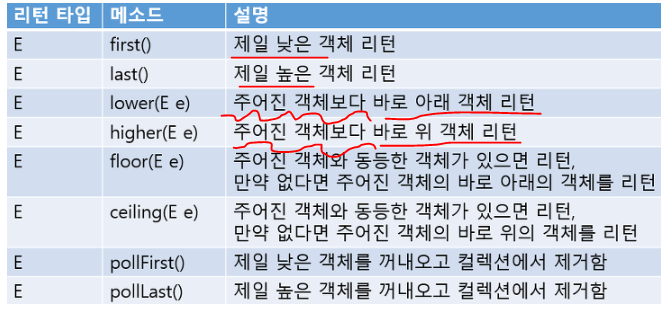 리턴 타입 메소드 설명
E first() 제일 낮은 객체 리턴
E last() 제일 높은 객체 리턴
E lower(E e) 주어진 객체보다 바로 아래 객체 리턴
E higher(E e) 주어진 객체보다 바로 위 객체 리턴
E floor(E e) 주어진 객체와 동등한 객체가 있으면 리턴,
만약 없다면 주어진 객체의 바로 아래의 객체를 리턴
E ceiling(E e) 주어진 객체와 동등한 객체가 있으면 리턴,
만약 없다면 주어진 객체의 바로 위의 객체를 리턴
E pollFirst() 제일 낮은 객체를 꺼내오고 컬렉션에서 제거함
E pollLast() 제일 높은 객체를 꺼내오고 컬렉션에서 제거함